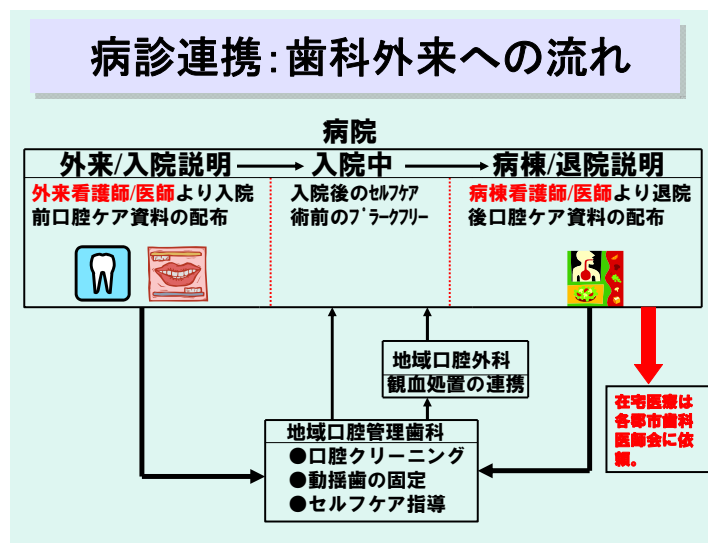 病診連携：歯科外来への流れ
病院
外来/入院説明
入院中
病棟/退院説明
外来看護師/医師より入院
前口腔ケア資料の配布
入院後のｾﾙﾌｹｱ
術前のﾌﾟﾗｰｸﾌﾘｰ
病棟看護師/医師より退院
後口腔ケア資料の配布
地域口腔外科
観血処置の連携
在宅医療は
各郡市歯科
医師会に依
頼。
地域口腔管理歯科
●口腔クリーニング
●動揺歯の固定
●セルフケア指導